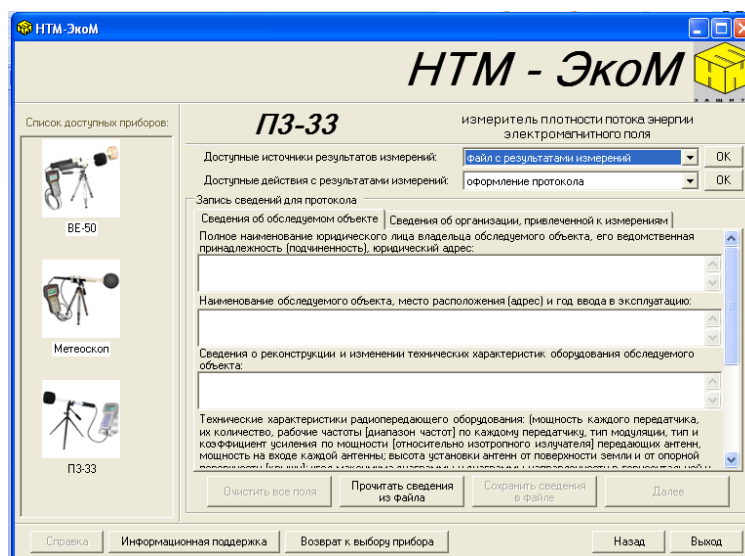 НТМ-ЭкоМ
НТМ - ЭкоМ
ЗАЩИТ
Список доступных приборов:
ВЕ-50
Метеоскоп
П3-33
П3-33
измеритель плотности потока энергии
электромагнитного поля
Доступные источники результатов измерений:
файл с результатами измерений
OK
Доступные действия с результатами измерений:
оформление протокола
OK
Запись сведений для протокола
Сведения об обследуемом объекте
Сведения об организации, привлеченной к измерениям
Полное наименование юридического лица владельца обследуемого объекта, его ведомственная
принадлежность (подчиненность), юридический адрес:
Наименование обследуемого объекта, место расположения (адрес) и год ввода в эксплуатацию:
Сведения о реконструкции и изменении технических характеристик оборудования обследуемого
объекта:
Технические характеристики радиопередающего оборудования: (мощность каждого передатчика,
их количество, рабочие частоты (диапазон частот) по каждому передатчику, тип модуляции, тип и
коэффициент усиления по мощности (относительно изотропного излучателя) передающих антенн,
мощность на входе каждой антенны; высота установки антенн от поверхности земли и от опорной
Очистить все поля
Прочитать сведения
из файла
Сохранить сведения
в файле
Далее
Справка
Информационная поддержка
Возврат к выбору прибора
Назад
Выход